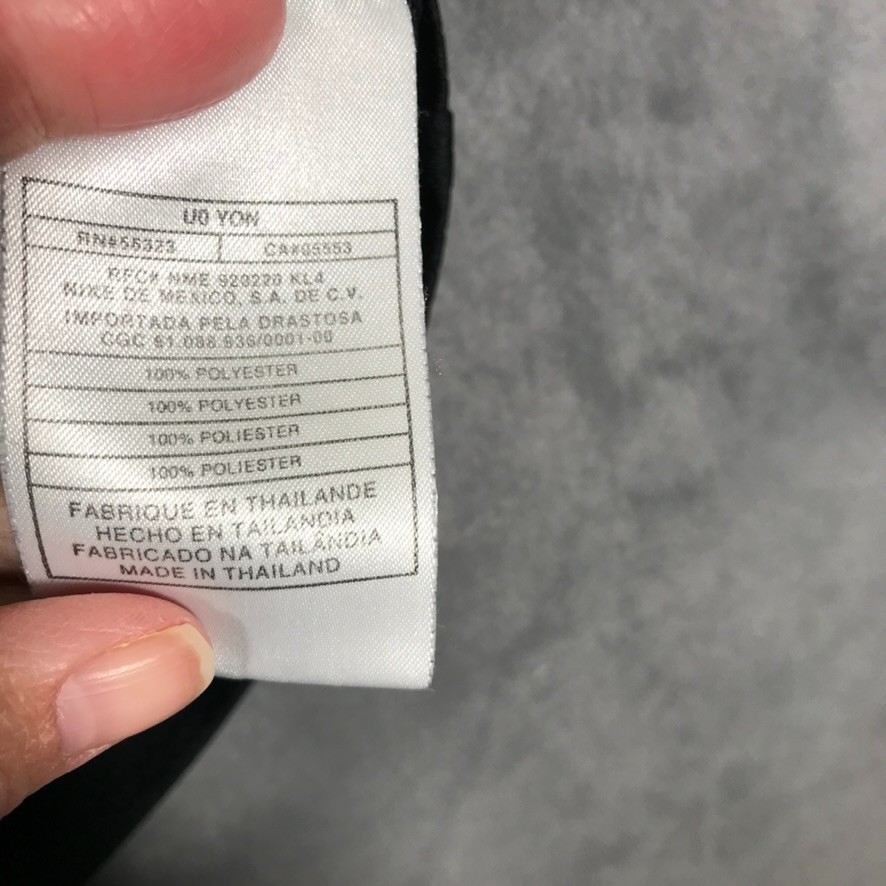 U0 YON
RN#56323 CA#05553
RFC# NME 920220 KL4
NIKE DE MEXICO, S.A. DE C.V.
IMPORTADA PELA DRASTOSA
CGC 61.088.936/0001-00
100% POLYESTER
100% POLYESTER
100% POLIESTER
100% POLIESTER
FABRIQUE EN THAILANDE
HECHO EN TAILANDIA
FABRICADO NA TAILÂNDIA
MADE IN THAILAND